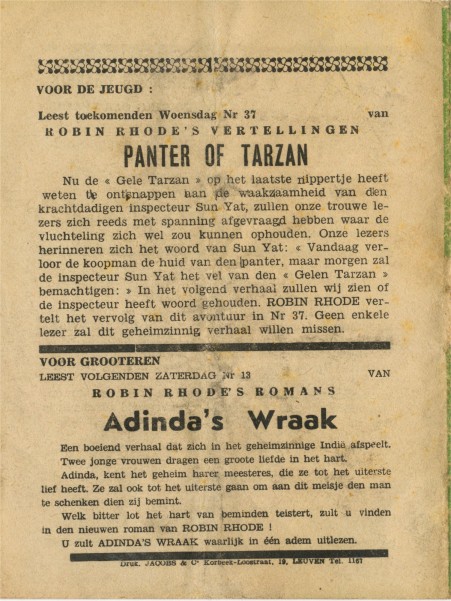 VOOR DE JEUGD :
Leest toekomenden Woensdag Nr 37 van
ROBIN RHODE'S VERTELLINGEN
PANTER OF TARZAN
Nu de « Gele Tarzan » op het laatste nippertje heeft
weten te ontsnappen aan de waakzaamheid van den
krachtdadigen inspecteur Sun Yat, zullen onze trouwe le-
zers zich reeds met spanning afgevraagd hebben waar de
vluchteling zich wel zou kunnen ophouden. Onze lezers
herinneren zich het woord van Sun Yat: « Vandaag ver-
loor de koopman de huid van den panter, maar morgen zal
de inspecteur Sun Yat het vel van den « Gelen Tarzan »
bemachtigen: » In het volgend verhaal zullen wij zien of
de inspecteur heeft woord gehouden. ROBIN RHODE ver-
telt het vervolg van dit avontuur in Nr 37. Geen enkele
lezer zal dit geheimzinnig verhaal willen missen.
VOOR GROOTEREN
LEEST VOLGENDEN ZATERDAG Nr 13 VAN
ROBIN RHODE'S ROMANS
Adinda's Wraak
Een boeiend verhaal dat zich in het geheimzinnige Indië afspeelt.
Twee jonge vrouwen dragen een groote liefde in het hart.
Adinda, kent het geheim harer meesteres, die ze tot het uiterste
lief heeft. Ze zal ook tot het uiterste gaan om aan dit meisje den man
te schenken dien zij bemint.
Welk bitter lot het hart van beminden teistert, zult u vinden
in den nieuwen roman van ROBIN RHODE !
U zult ADINDA'S WRAAK waarlijk in één adem uitlezen.
Druk. JACOBS & Cº Korbeek-Loostraat, 19, LEUVEN Tel. 1167